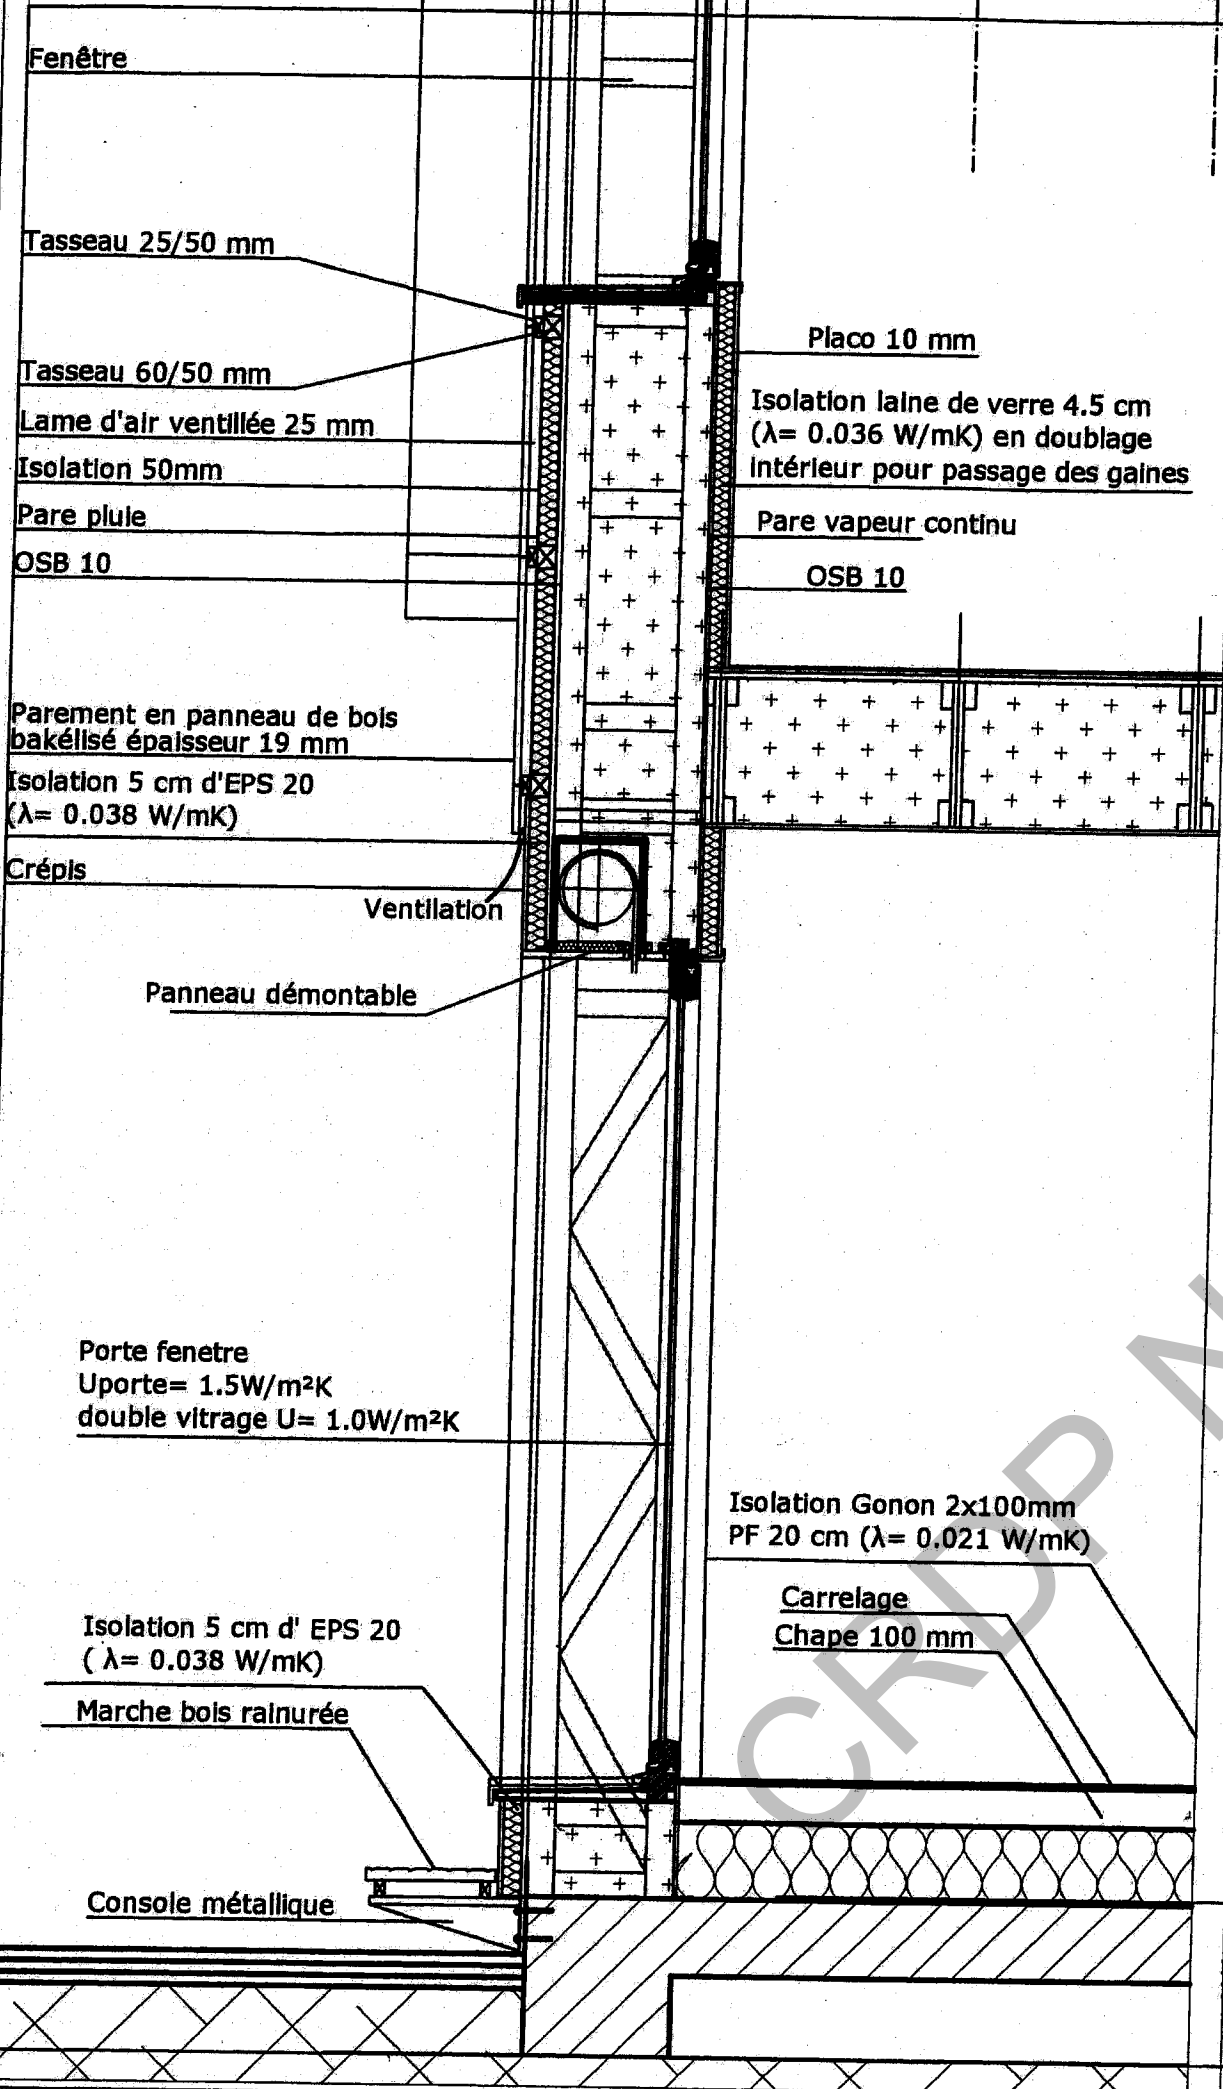 Fenêtre
Tasseau 25/50 mm
Tasseau 60/50 mm
Lame d'air ventillée 25 mm
Isolation 50mm
Pare pluie
OSB 10
Parement en panneau de bois
bakélisé épaisseur 19 mm
Isolation 5 cm d'EPS 20
(λ= 0.038 W/mK)
Crépis
Ventilation
Panneau démontable
Placo 10 mm
Isolation laine de verre 4.5 cm
(λ= 0.036 W/mK) en doublage
intérieur pour passage des gaines
Pare vapeur continu
OSB 10
Porte fenetre
Uporte= 1.5W/m²K
double vitrage U= 1.0W/m²K
Isolation Gonon 2x100mm
PF 20 cm (λ= 0.021 W/mK)
Carrelage
Chape 100 mm
Isolation 5 cm d' EPS 20
( λ= 0.038 W/mK)
Marche bois rainurée
Console métallique
CRDP N